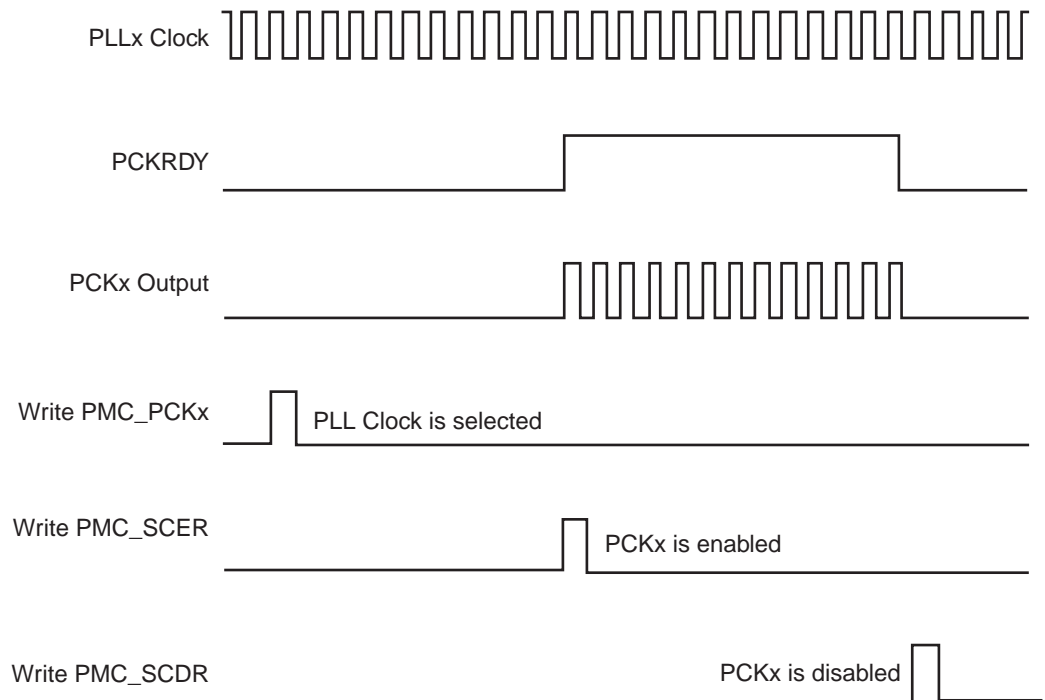 PLLx Clock
PCKRDY
PCKx Output
Write PMC_PCKx
PLL Clock is selected
Write PMC_SCER
PCKx is enabled
Write PMC_SCDR
PCKx is disabled